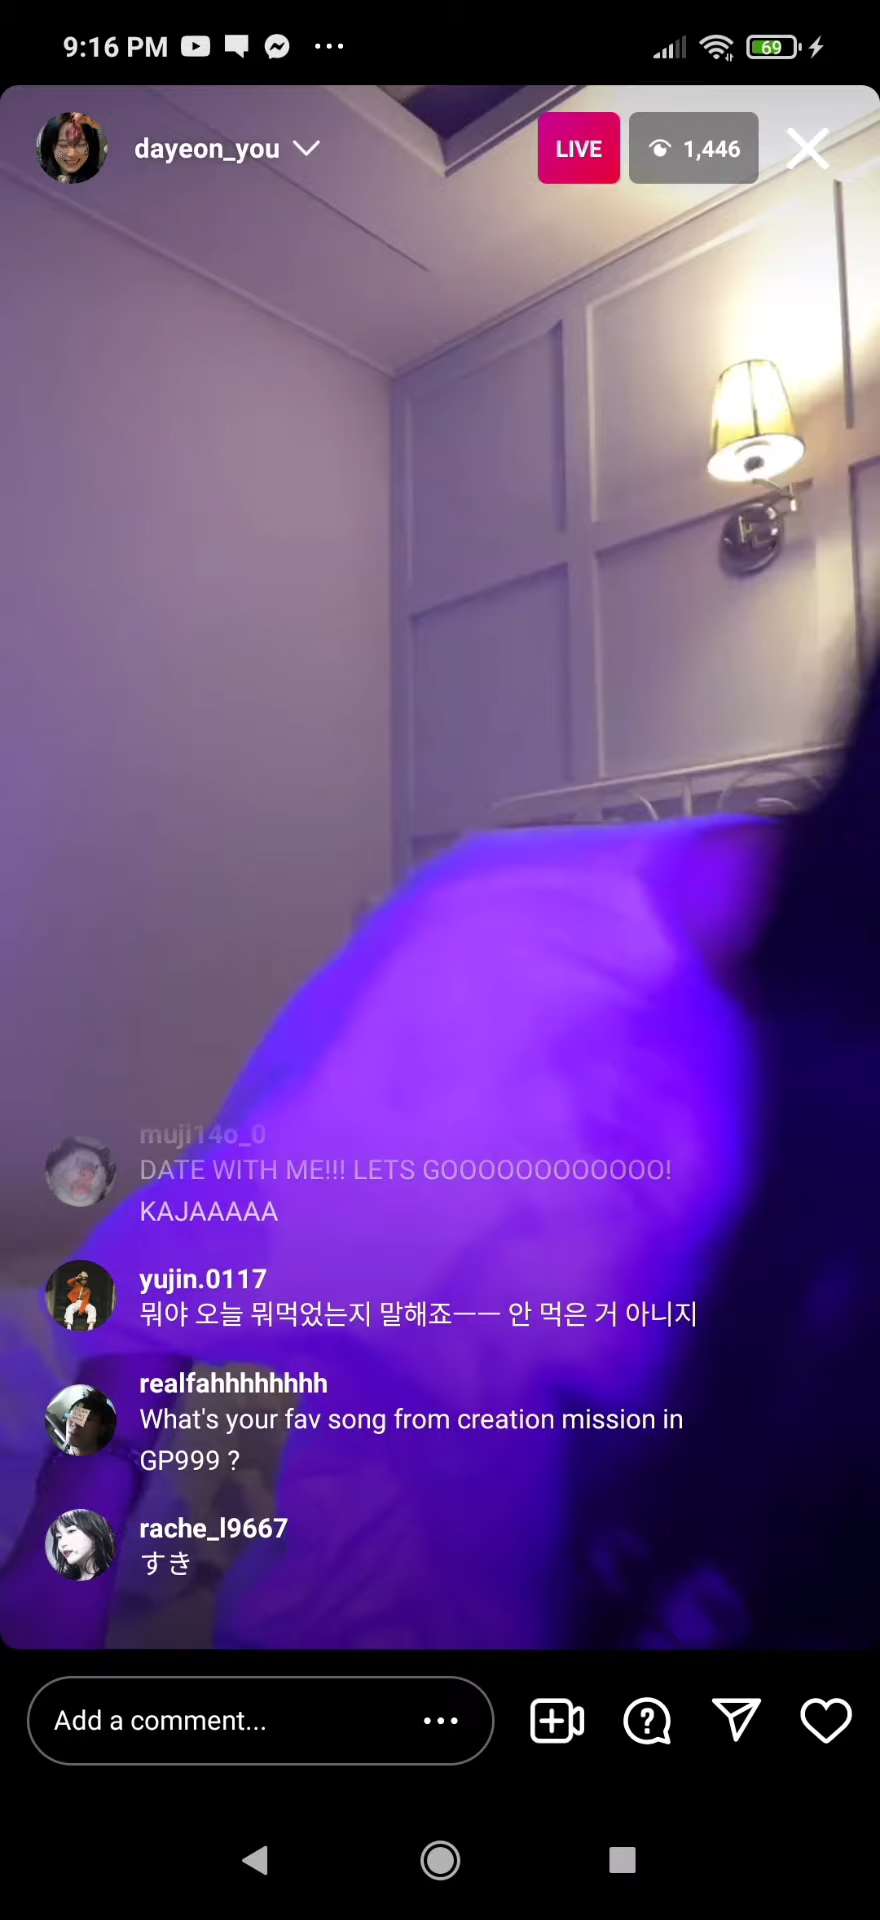 9:16 PM
69
dayeon_you
LIVE
1,446
muji14o_0
DATE WITH ME!!! LETS GOOOOOOOOOOOO!
KAJAAAAA
yujin.0117
뭐야 오늘 뭐먹었는지 말해죠ㅡㅡ 안 먹은 거 아니지
realfahhhhhhhh
What's your fav song from creation mission in
GP999 ?
rache_l9667
すき
Add a comment...